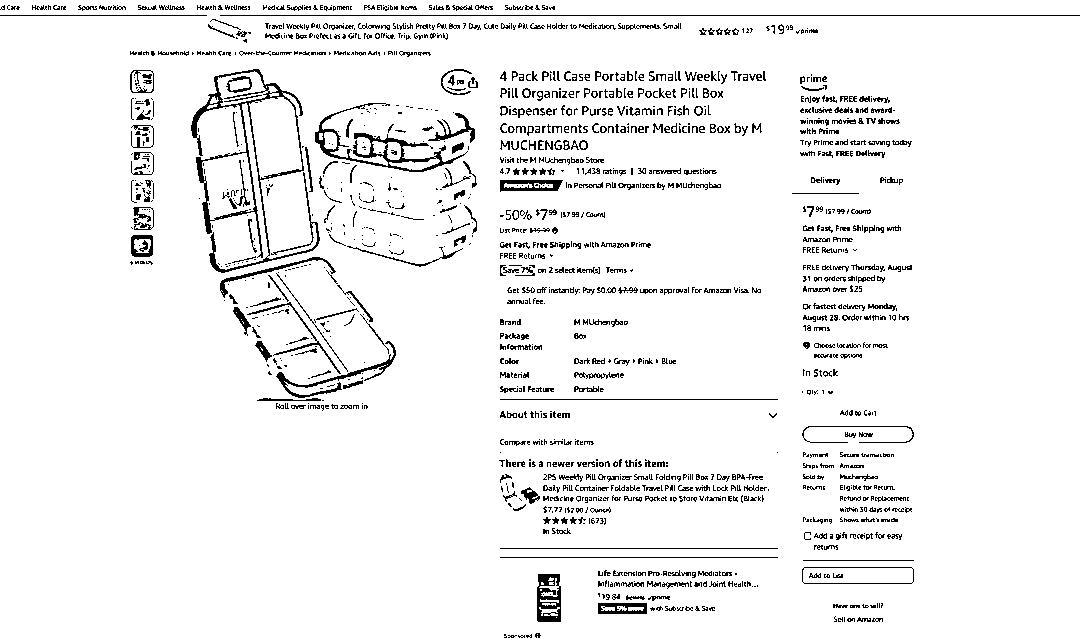 Health Care Sports Nutrition Sexual Wellness Health & Wellness Medical Supplies & Equipment FSA Eligible Items Sales & Special Offers Subscribe & Save
Travel Weekly Pill Organizer, Colorwing Stylish Pretty Pill Box 7 Day, Cute Daily Pill Case Holder to Medication, Supplements. Small
Medicine Box Prefect as a Gift for Office, Trip, Gym (Pink)
127
$19 prime
Health & Household › Health Care › Over-the-Counter Medication › Medication Aids › Pill Organizers
4
Roll over image to zoom in
4 Pack Pill Case Portable Small Weekly Travel
Pill Organizer Portable Pocket Pill Box
Dispenser for Purse Vitamin Fish Oil
Compartments Container Medicine Box by M
MUCHENGBAO
Visit the M MUchengbao Store
4.7 11,438 ratings | 30 answered questions
Amazon's Choice in Personal Pill Organizers by M MUchengbao
-50% $7.99 ($7.99 / Count)
List Price:
Get Fast, Free Shipping with Amazon Prime
FREE Returns
Save 7% on 2 select item(s) Terms
Get $50 off instantly: Pay $0.00 $7.99 upon approval for Amazon Visa. No
annual fee.
Brand M MUchengbao
Package Information Box
Color Dark Red + Gray + Pink + Blue
Material Polypropylene
Special Feature Portable
About this item
Compare with similar items
There is a newer version of this item:
2PS Weekly Pill Organizer Small Folding Pill Box 7 Day BPA-Free
Daily Pill Container Foldable Travel Pill Case with Lock Pill Holder.
Medicine Organizer for Purse Pocket to Store Vitamin Etc (Black)
$7.77
(673)
In Stock
Life Extension Pro-Resolving Mediators -
Inflammation Management and Joint Health...
prime
Save 5% more with Subscribe & Save
Sponsored
prime
Enjoy fast, FREE delivery,
exclusive deals and award-
winning movies & TV shows
with Prime
Try Prime and start saving today
with Fast, FREE Delivery
Delivery Pickup
$7.99 ($7.99 / Count)
Get Fast, Free Shipping with
Amazon Prime
FREE Returns
FREE delivery Thursday, August
31 on orders shipped by
Amazon over $25
Or fastest delivery Monday,
August 28. Order within 10 hrs
18 mins
Choose location for most
accurate options
In Stock
Qty: 1
Add to Cart
Buy Now
Payment Secure transaction
Ships from Amazon
Sold by Muchengbao
Returns Eligible for Return,
Refund or Replacement
within 30 days of receipt
Packaging Shows what's inside
Add a gift receipt for easy
returns
Add to List
Have one to sell?
Sell on Amazon